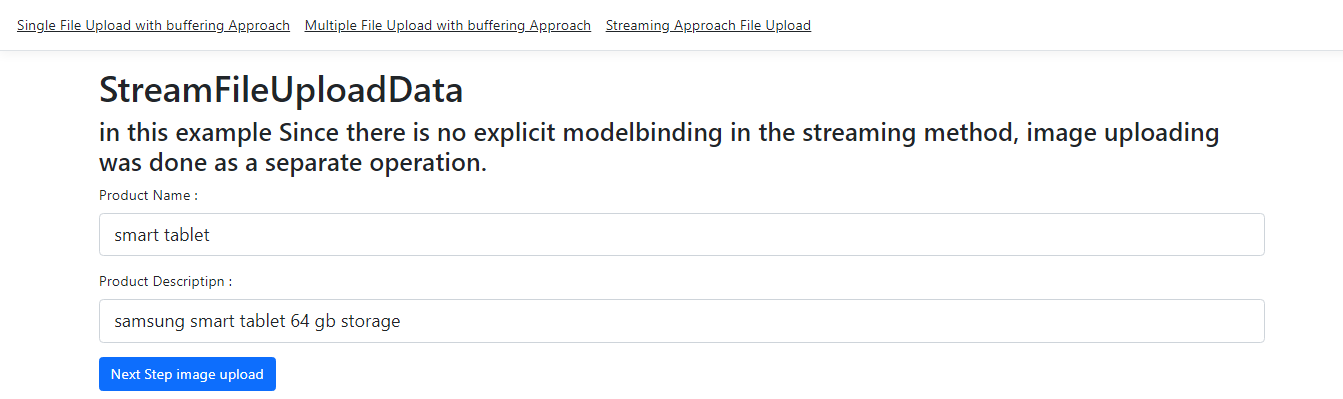 Single File Upload with buffering Approach Multiple File Upload with buffering Approach Streaming Approach File Upload
StreamFileUploadData
in this example Since there is no explicit modelbinding in the streaming method, image uploading
was done as a separate operation.
Product Name :
smart tablet
Product Descriptipn :
samsung smart tablet 64 gb storage
Next Step image upload